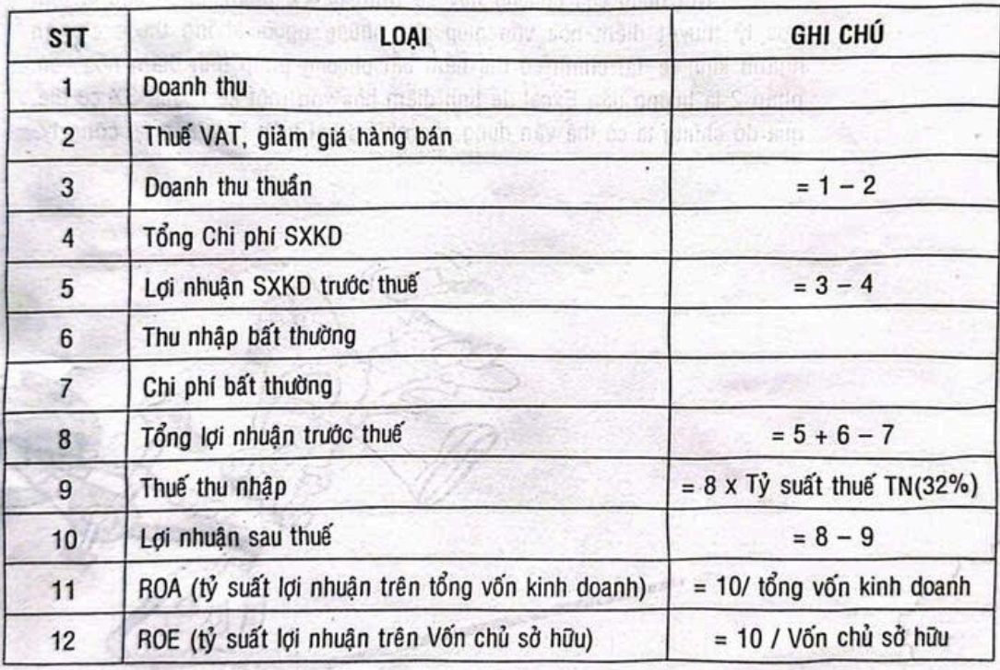 STT LOẠI GHI CHÚ
1 Doanh thu
2 Thuế VAT, giảm giá hàng bán
3 Doanh thu thuần = 1 – 2
4 Tổng Chi phí SXKD
5 Lợi nhuận SXKD trước thuế = 3 – 4
6 Thu nhập bất thường
7 Chi phí bất thường
8 Tổng lợi nhuận trước thuế = 5 + 6 – 7
9 Thuế thu nhập = 8 x Tỷ suất thuế TN(32%)
10 Lợi nhuận sau thuế = 8 – 9
11 ROA (tỷ suất lợi nhuận trên tổng vốn kinh doanh) = 10/ tổng vốn kinh doanh
12 ROE (tỷ suất lợi nhuận trên Vốn chủ sở hữu) = 10 / Vốn chủ sở hữu